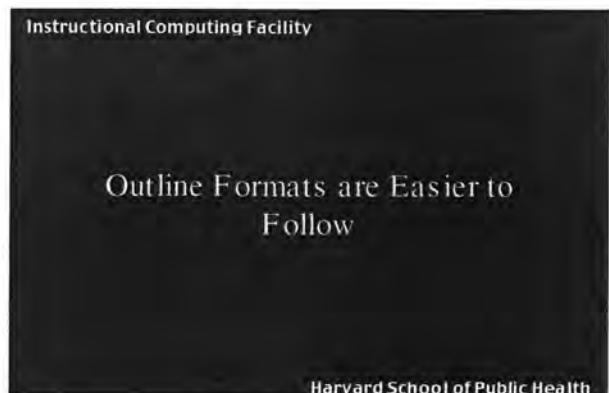 Instructional Computing Facility
Outline Formats are Easier to
Follow
Harvard School of Public Health